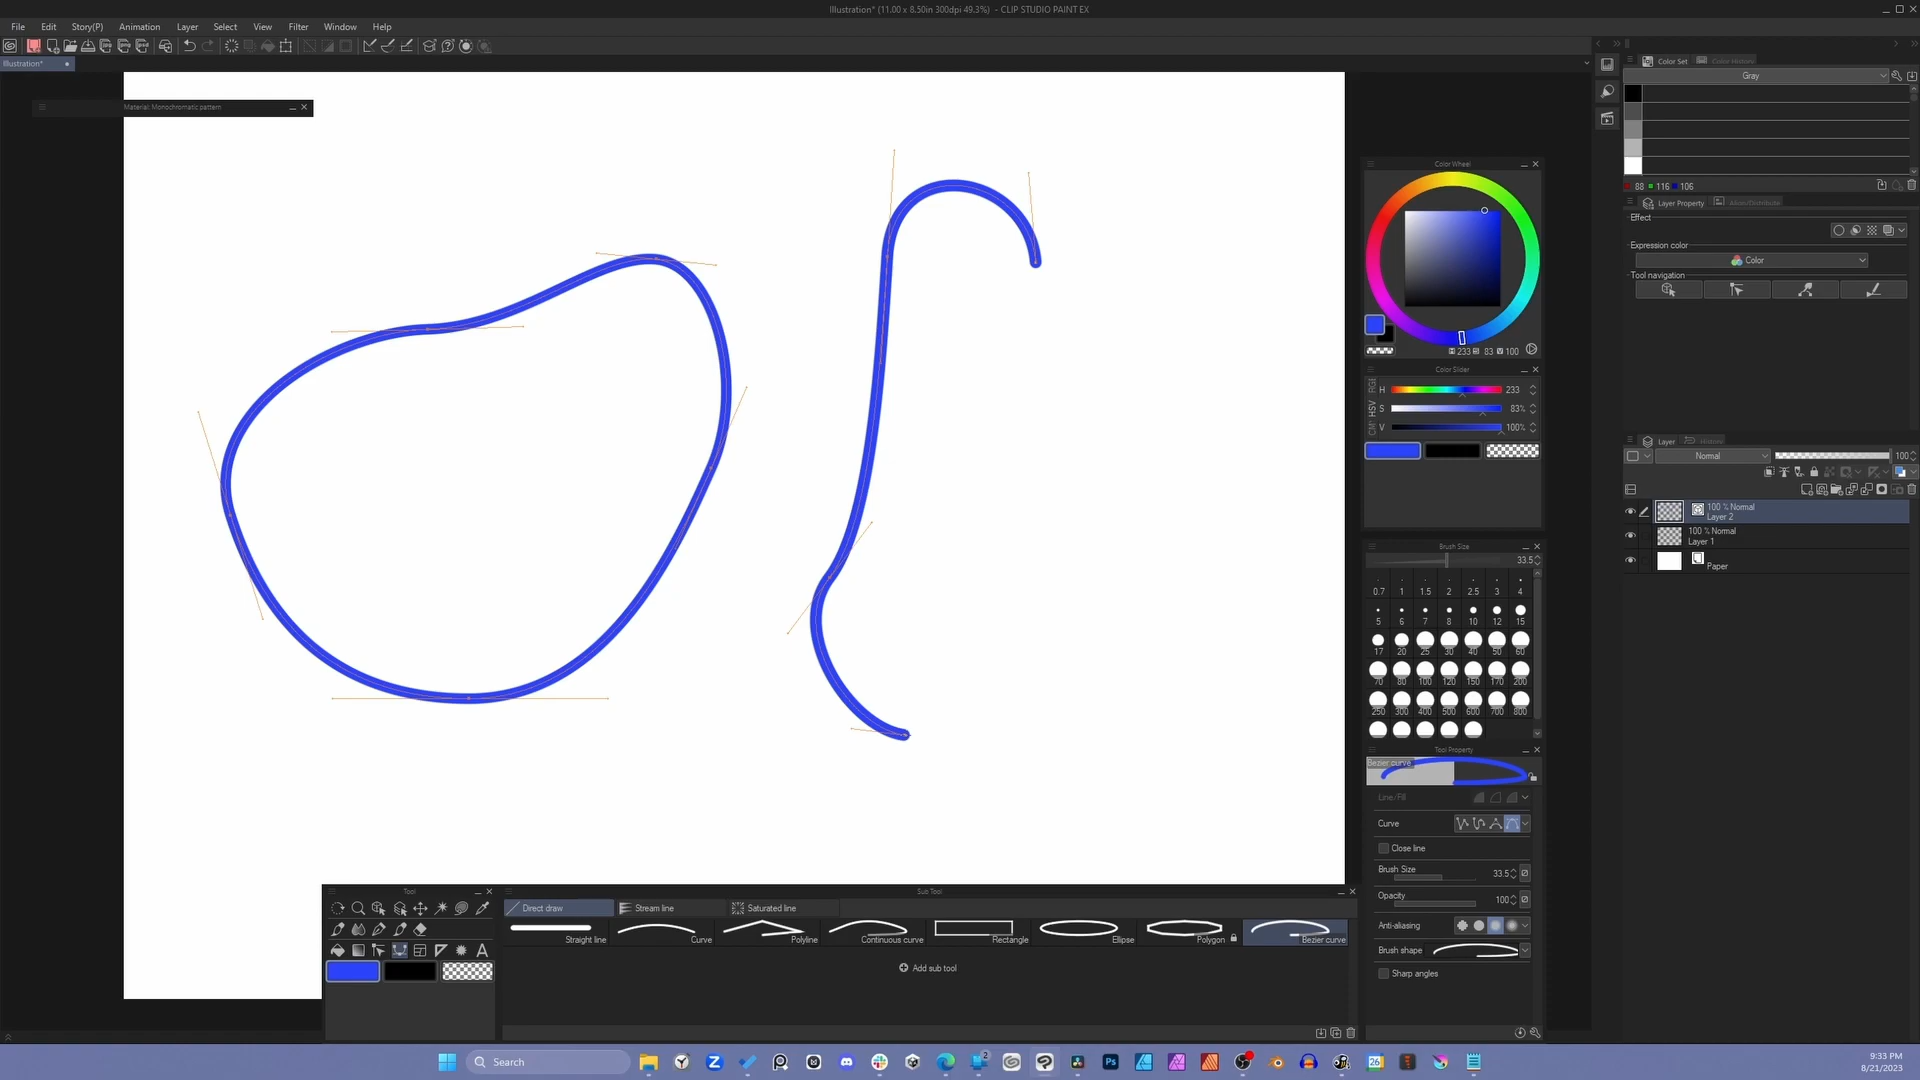 Illustration* (11.00 x 8.50in 300dpi 49.3%) - CLIP STUDIO PAINT EX
File Edit Story(P) Animation Layer Select View Filter Window Help
Illustration*
Material: Monochromatic pattern
Color Set Color History
Gray
88 116 106
Layer Property Align/Distribute
Effect
Expression color
Color
Tool navigation
Color Wheel
233 83 100
Color Slider
H 233
S 83%
V 100%
RGB
HSV
Layer History
Normal 100
100 % Normal
Layer 2
100 % Normal
Layer 1
Paper
Brush Size
33.5
0.7 1 1.5 2 2.5 3 4
5 6 7 8 10 12 15
17 20 25 30 40 50 60
70 80 100 120 150 170 200
250 300 400 500 600 700 800
Tool Property
Bezier curve
Line/Fill
Curve
Close line
Brush Size 33.5
Opacity 100
Anti-aliasing
Brush shape
Sharp angles
Tool
Sub Tool
Direct draw Stream line Saturated line
Straight line Curve Polyline Continuous curve Rectangle Ellipse Polygon Bezier curve
Add sub tool
Search
9:33 PM
8/21/2023